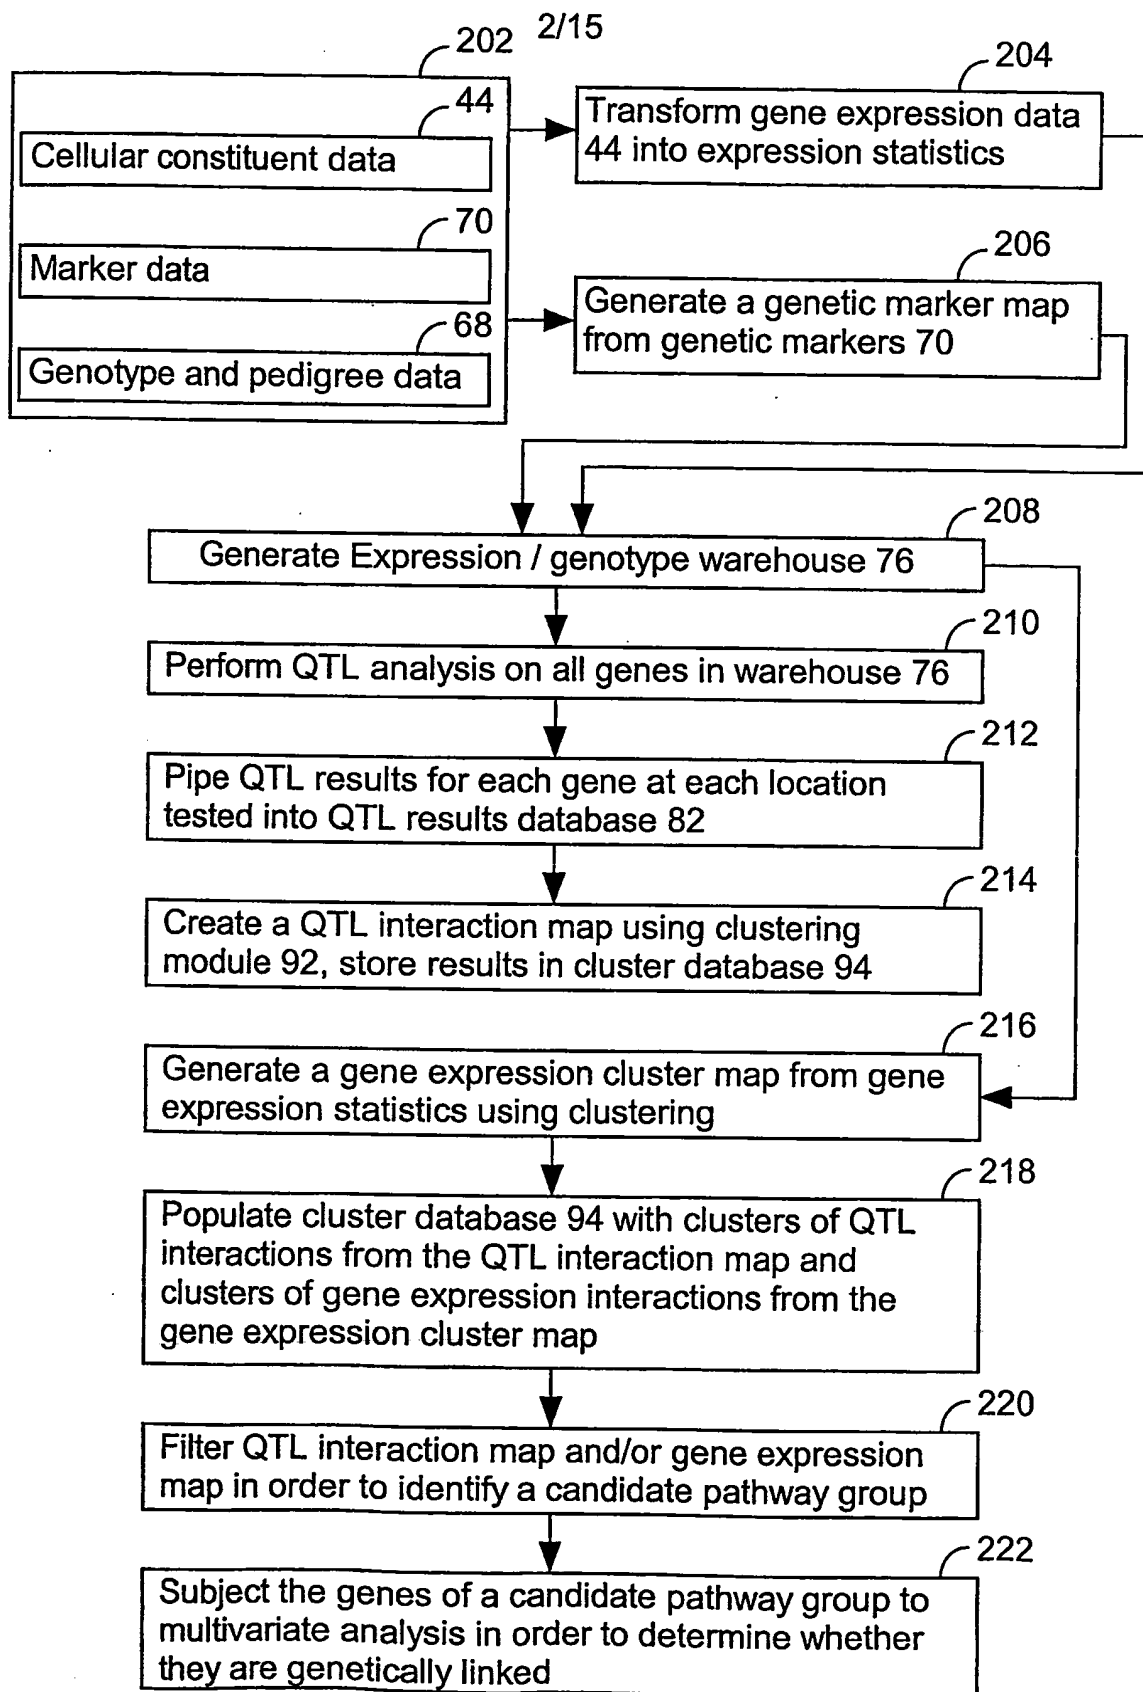 2/15
202
44
Cellular constituent data
70
Marker data
68
Genotype and pedigree data
204
Transform gene expression data
44 into expression statistics
206
Generate a genetic marker map
from genetic markers 70
208
Generate Expression / genotype warehouse 76
210
Perform QTL analysis on all genes in warehouse 76
212
Pipe QTL results for each gene at each location
tested into QTL results database 82
214
Create a QTL interaction map using clustering
module 92, store results in cluster database 94
216
Generate a gene expression cluster map from gene
expression statistics using clustering
218
Populate cluster database 94 with clusters of QTL
interactions from the QTL interaction map and
clusters of gene expression interactions from the
gene expression cluster map
220
Filter QTL interaction map and/or gene expression
map in order to identify a candidate pathway group
222
Subject the genes of a candidate pathway group to
multivariate analysis in order to determine whether
they are genetically linked